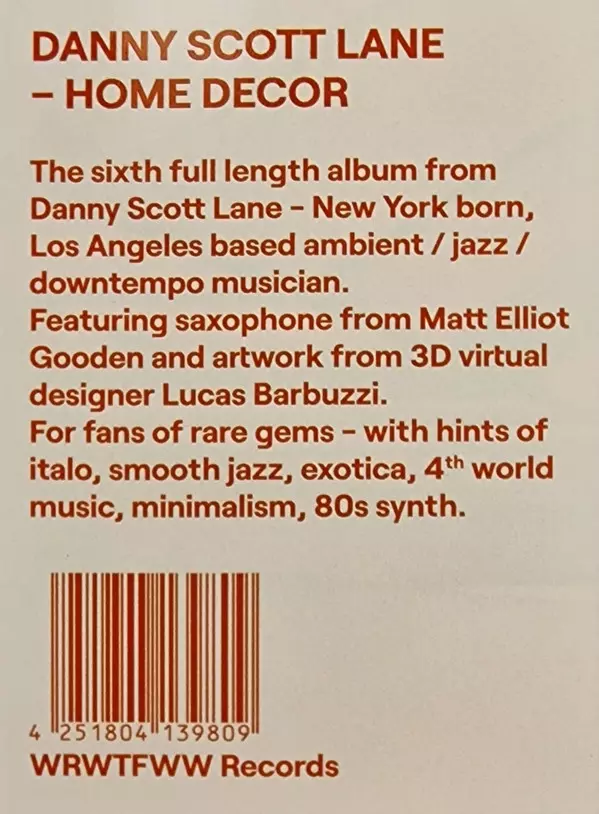 DANNY SCOTT LANE
– HOME DECOR
The sixth full length album from
Danny Scott Lane – New York born,
Los Angeles based ambient / jazz /
downtempo musician.
Featuring saxophone from Matt Elliot
Gooden and artwork from 3D virtual
designer Lucas Barbuzzi.
For fans of rare gems – with hints of
italo, smooth jazz, exotica, 4th world
music, minimalism, 80s synth.
4 251804 139809
WRWTFWW Records